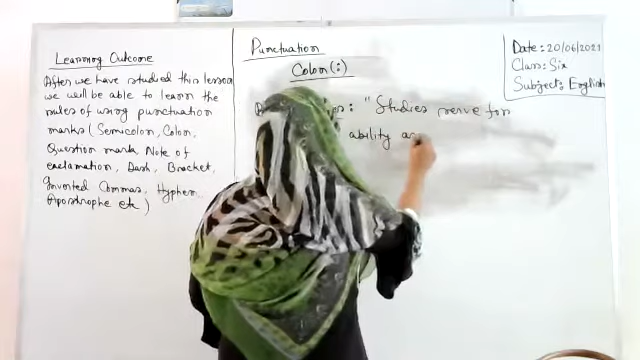 Learning Outcome
After we have studied this lesson
we will be able to learn the
rules of using punctuation
marks (Semicolon, Colon,
Question mark, Note of
exclamation, Dash, Bracket,
Inverted Commas, Hyphen,
Apostrophe etc)
Punctuation
Colon (:)
: "Studies serve for
ability
Date: 20/06/2021
Class: Six
Subject: English